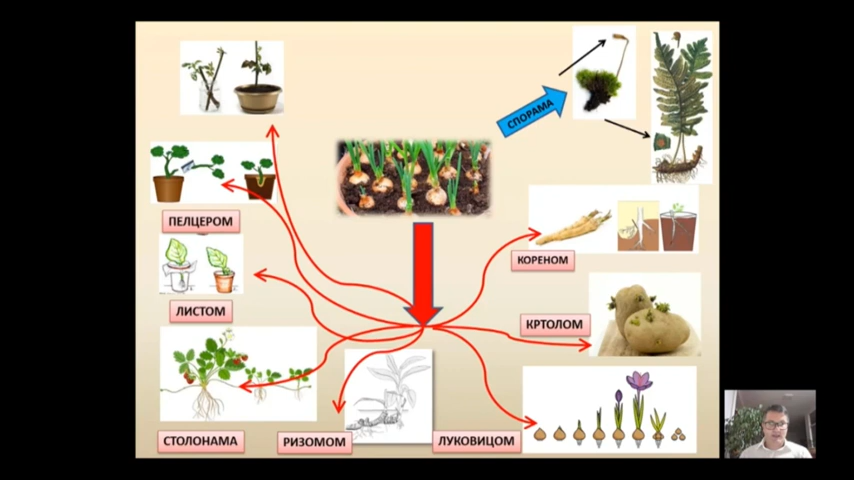 СПОРАМА
ПЕЛЦЕРОМ
КОРЕНОМ
ЛИСТОМ
КРТОЛОМ
СТОЛОНАМА
РИЗОМОМ
ЛУКОВИЦОМ